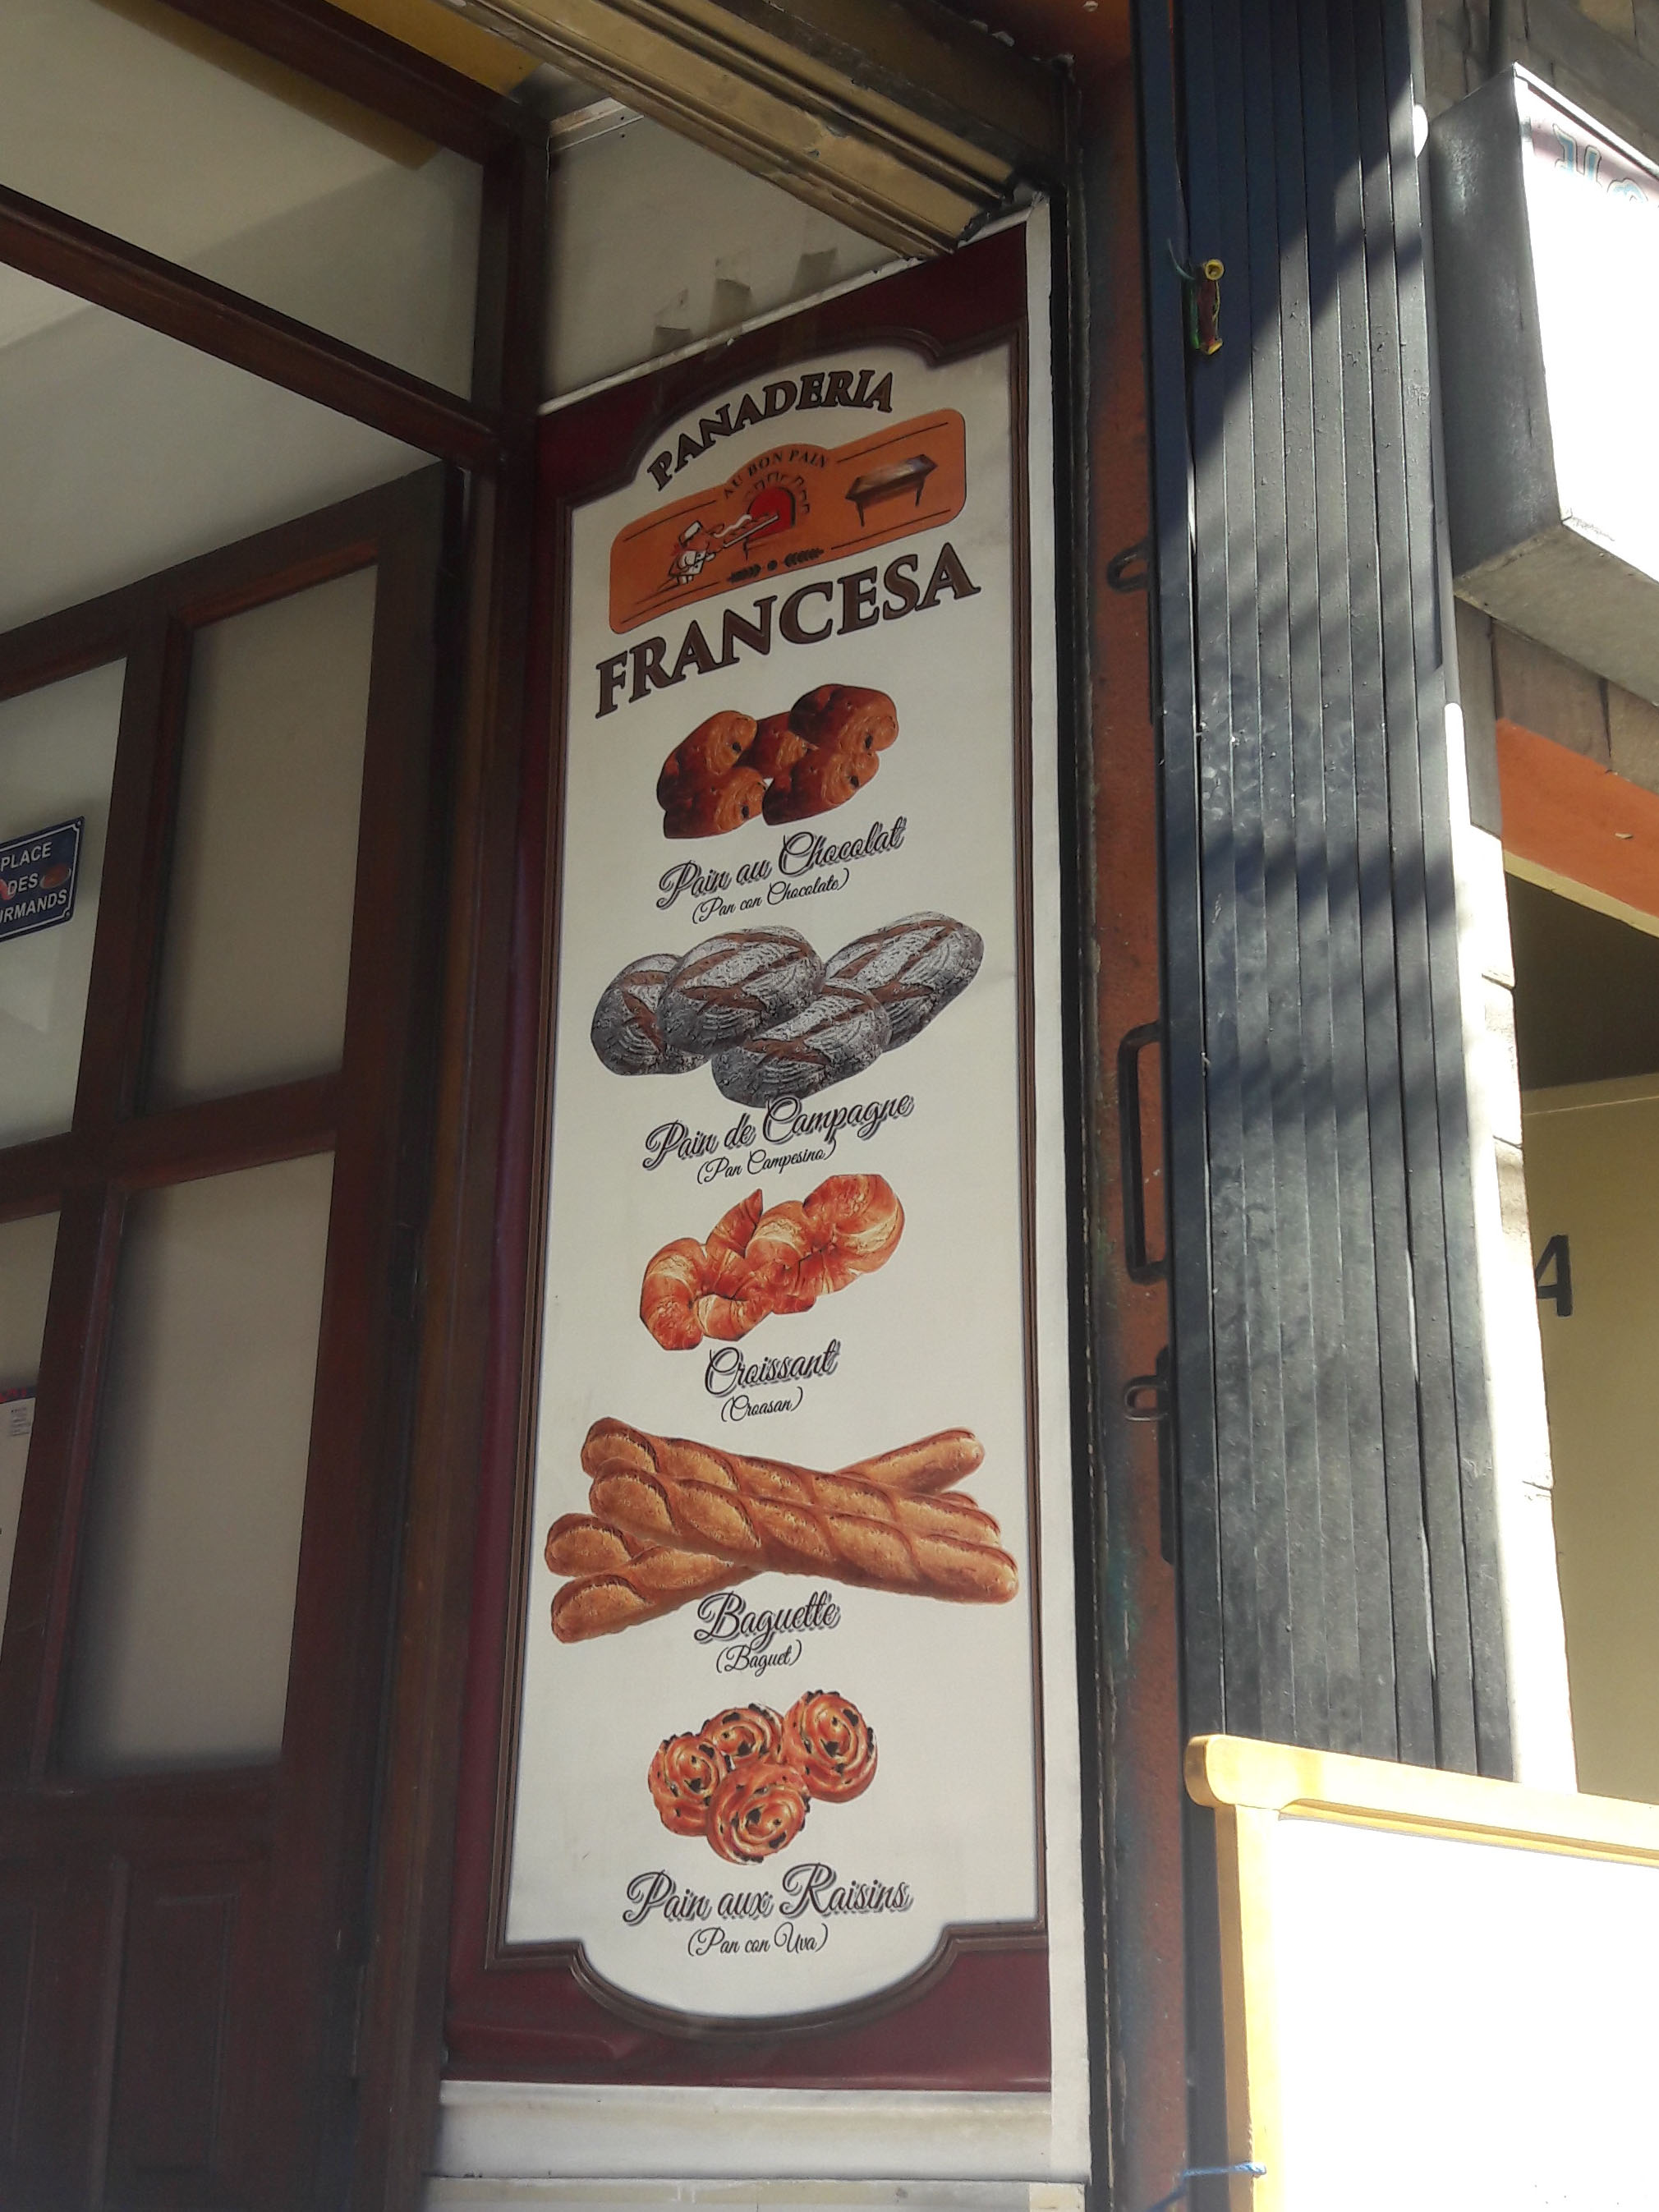 PANADERIA
AU BON PAIN
FRANCESA
Pain au Chocolat
(Pan con Chocolate)
Pain de Campagne
(Pan Campesino)
Croissant
(Croasan)
Baguette
(Baguet)
Pain aux Raisins
(Pan con Uva)
PLACE
DES
URMANDS
A